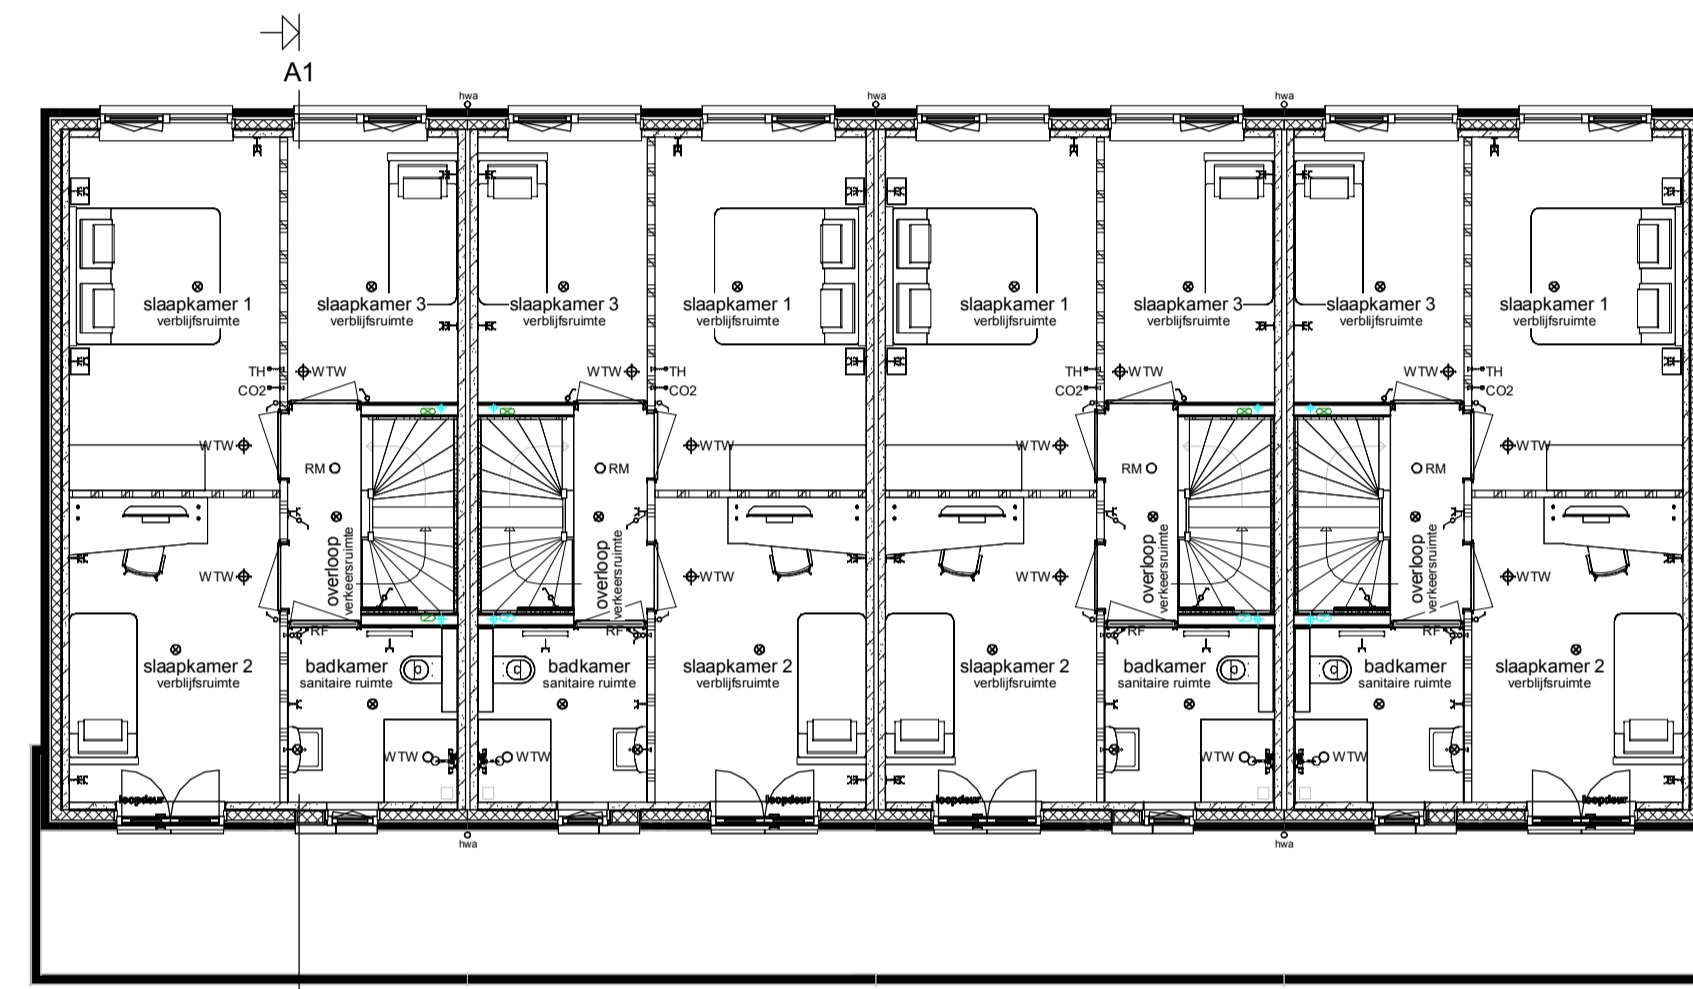 A1
hwa hwa hwa
slaapkamer 1 slaapkamer 3 slaapkamer 3 slaapkamer 1 slaapkamer 1 slaapkamer 3 slaapkamer 3 slaapkamer 1
verblijfsruimte verblijfsruimte verblijfsruimte verblijfsruimte verblijfsruimte verblijfsruimte verblijfsruimte verblijfsruimte
TH WTW WTW TH TH WTW WTW TH
CO2 CO2 CO2 CO2
WTW WTW WTW WTW
RM RM RM RM
overloop overloop overloop overloop
verkeersruimte verkeersruimte verkeersruimte verkeersruimte
WTW WTW WTW WTW
RF RF RF RF
slaapkamer 2 badkamer badkamer slaapkamer 2 slaapkamer 2 badkamer badkamer slaapkamer 2
verblijfsruimte sanitaire ruimte sanitaire ruimte verblijfsruimte verblijfsruimte sanitaire ruimte sanitaire ruimte verblijfsruimte
WTW WTW WTW WTW
loopdeur loopdeur loopdeur loopdeur
hwa hwa